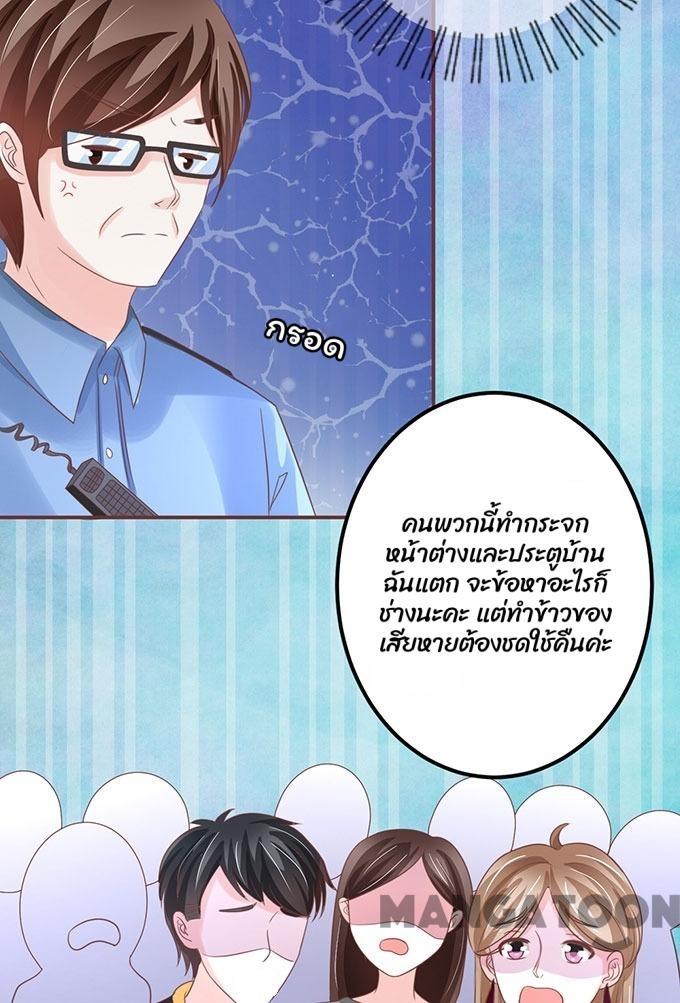 กรอด
คนพวกนี้ทำกระจก
หน้าต่างและประตูบ้าน
ฉันแตก จะข้อหาอะไรก็
ช่างนะคะ แต่ทำข้าวของ
เสียหายต้องชดใช้คืนค่ะ
MANGATOON